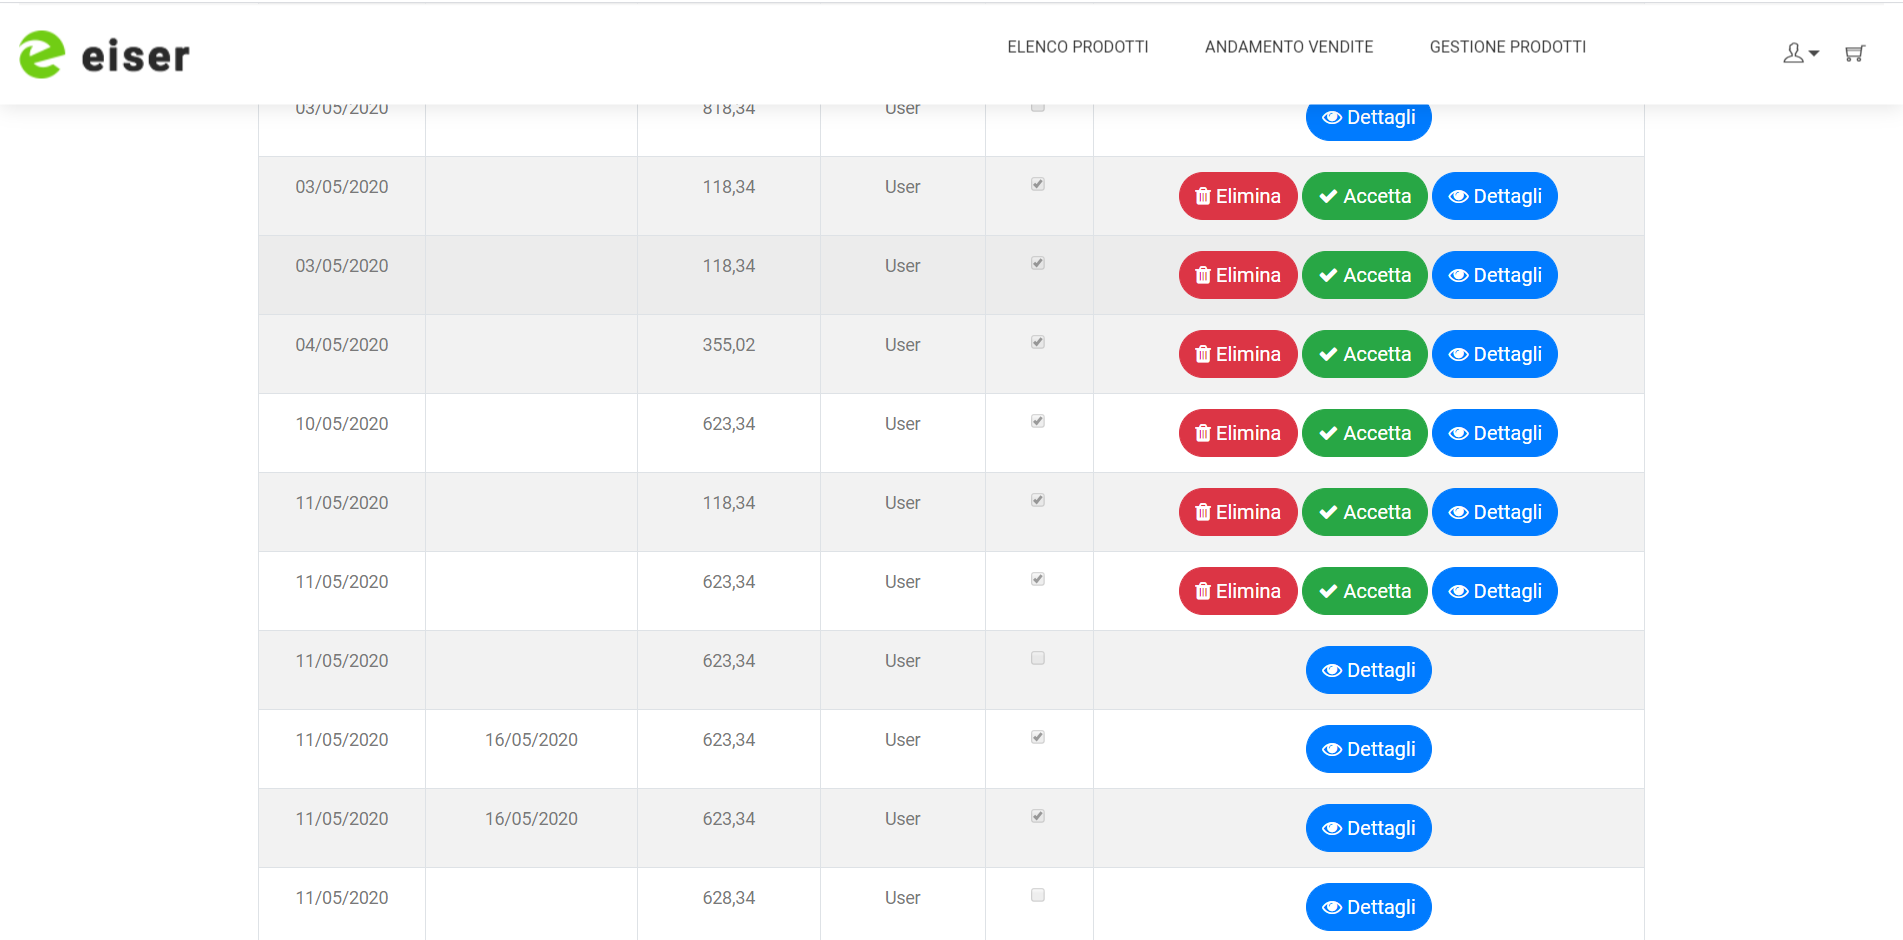 eiser ELENCO PRODOTTI ANDAMENTO VENDITE GESTIONE PRODOTTI
03/05/2020 818,34 User Dettagli
03/05/2020 118,34 User Elimina Accetta Dettagli
03/05/2020 118,34 User Elimina Accetta Dettagli
04/05/2020 355,02 User Elimina Accetta Dettagli
10/05/2020 623,34 User Elimina Accetta Dettagli
11/05/2020 118,34 User Elimina Accetta Dettagli
11/05/2020 623,34 User Elimina Accetta Dettagli
11/05/2020 623,34 User Dettagli
11/05/2020 16/05/2020 623,34 User Dettagli
11/05/2020 16/05/2020 623,34 User Dettagli
11/05/2020 628,34 User Dettagli